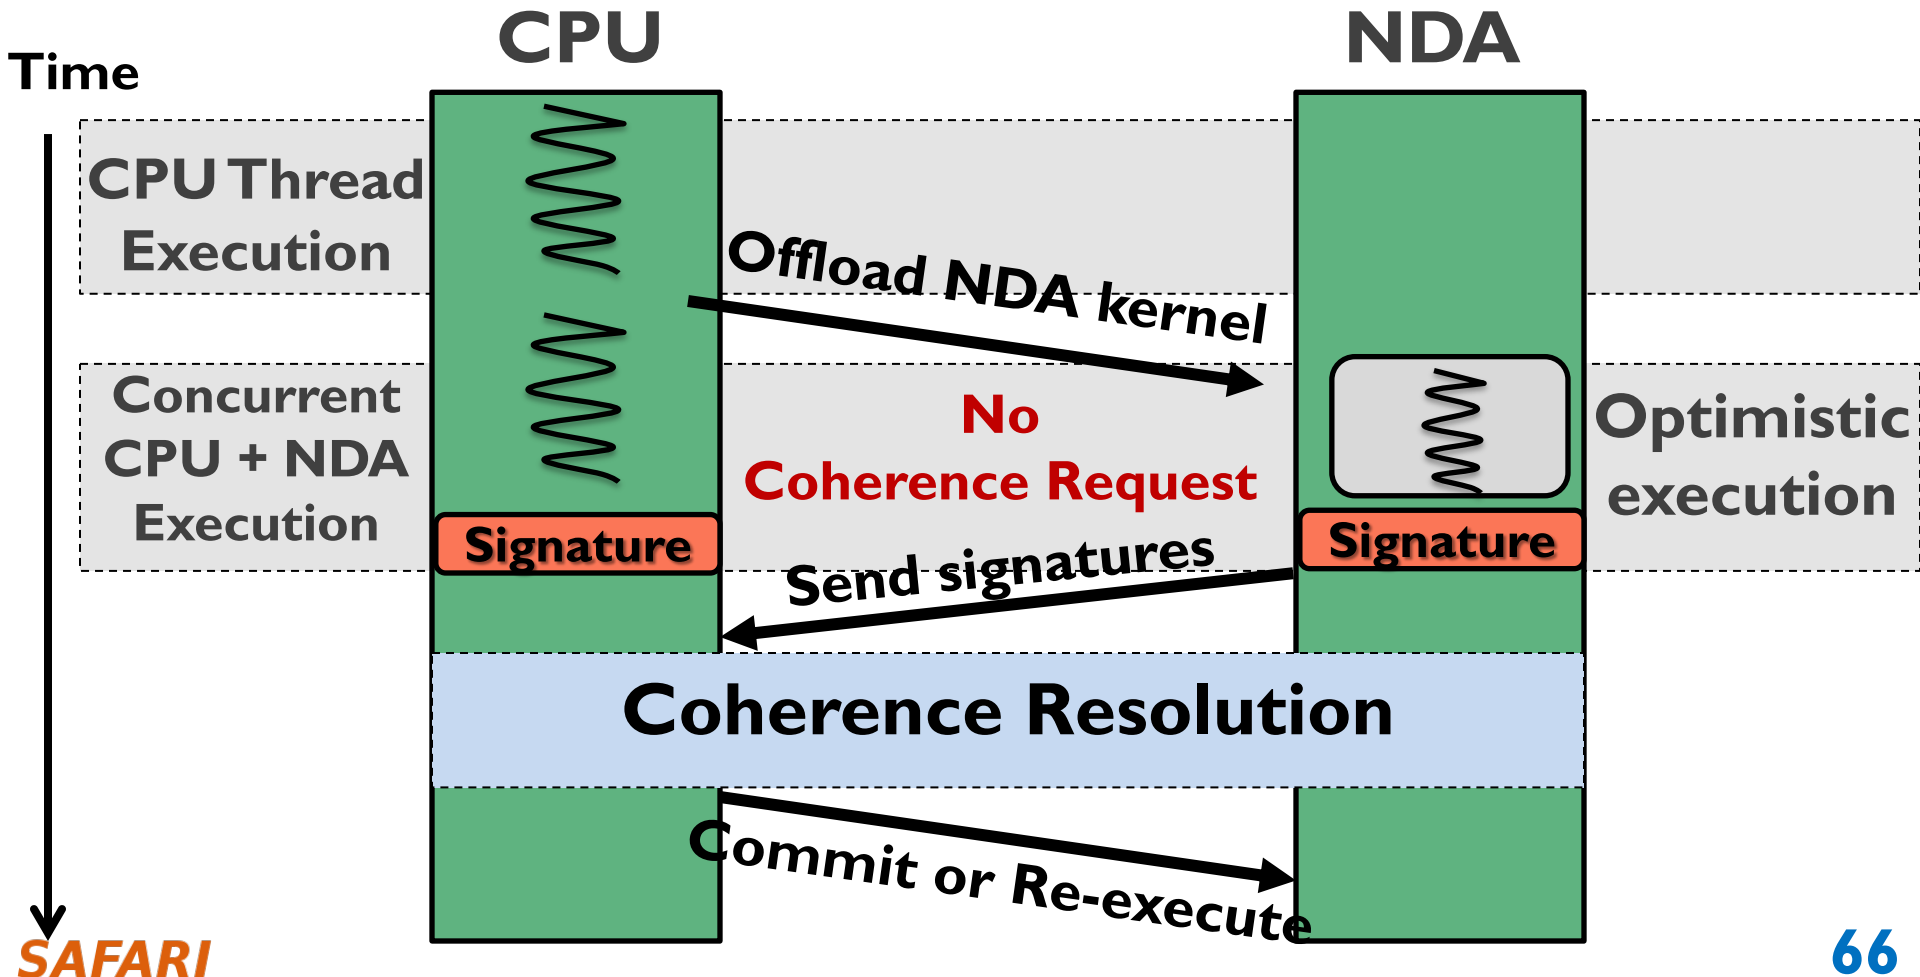 CPU
NDA
Time
CPU Thread
Execution
Offload NDA kernel
Concurrent
CPU + NDA
Execution
No
Coherence Request
Optimistic
execution
Signature
Signature
Send signatures
Coherence Resolution
Commit or Re-execute
SAFARI
66